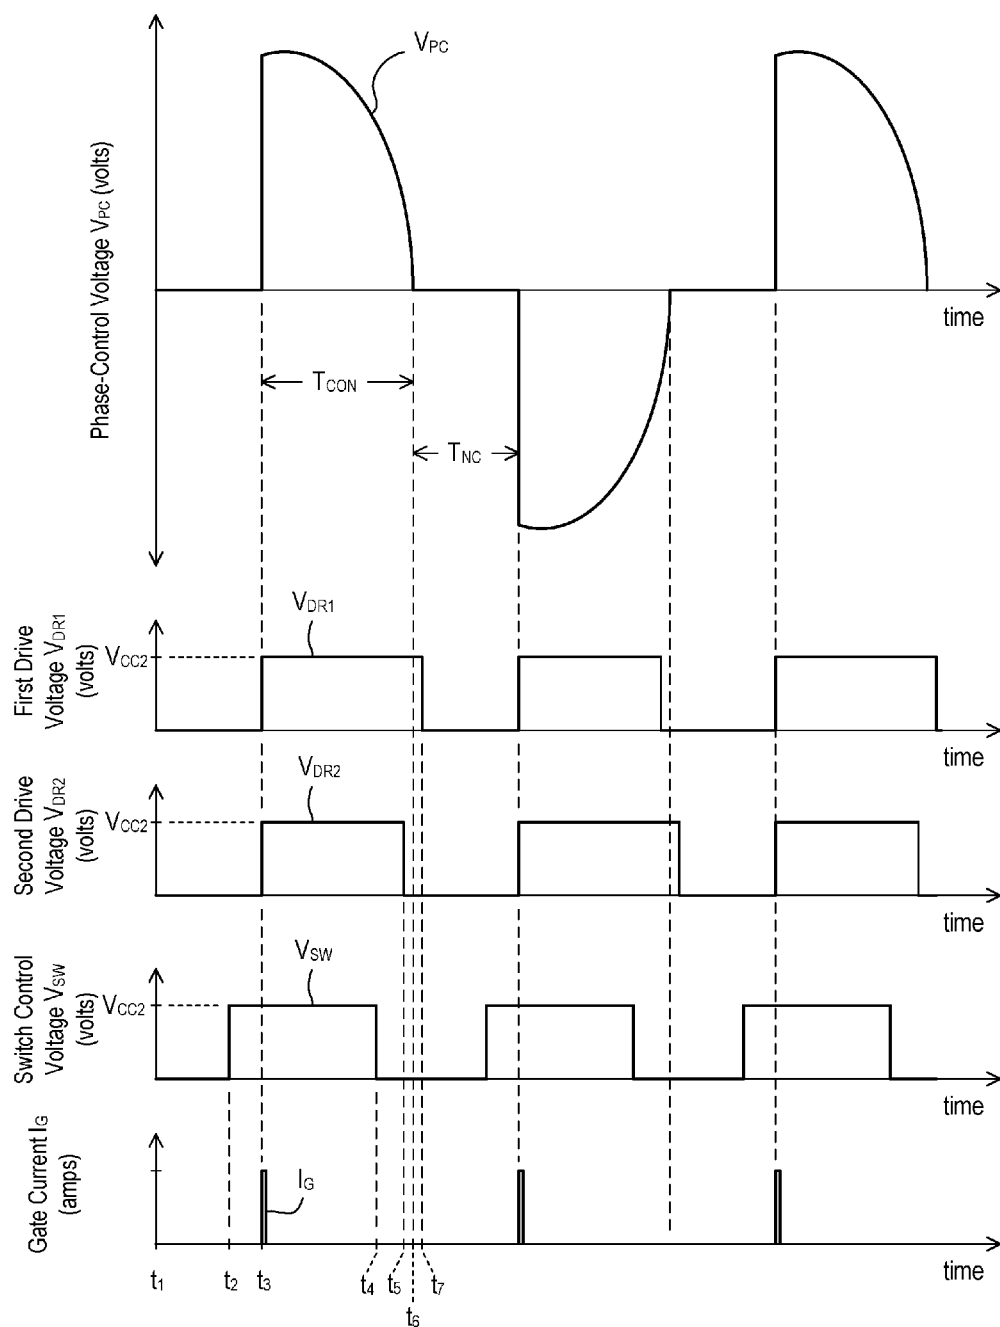 Phase-Control Voltage VPC (volts)
VPC
time
TCON
TNC
First Drive
Voltage VDR1
(volts)
VCC2
VDR1
time
Second Drive
Voltage VDR2
(volts)
VCC2
VDR2
time
Switch Control
Voltage VSW
(volts)
VCC2
VSW
time
Gate Current IG
(amps)
IG
time
t1 t2 t3 t4 t5 t6 t7